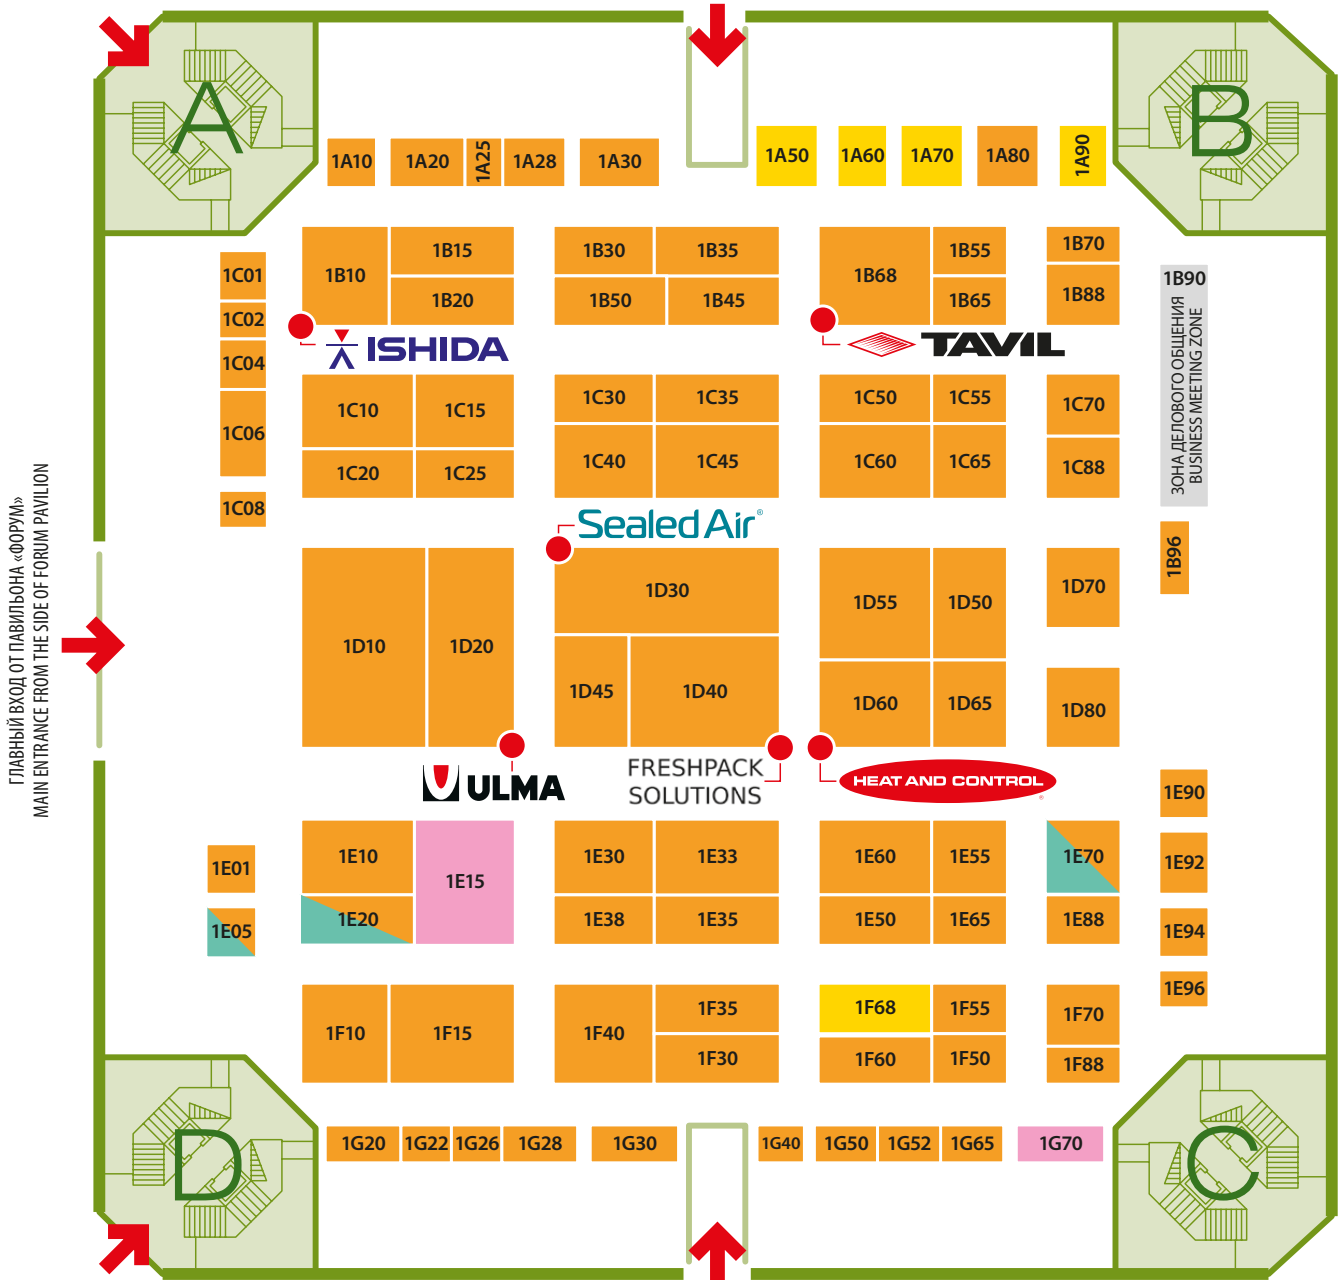 A
B
1A10
1A20
1A25
1A28
1A30
1A50
1A60
1A70
1A80
1A90
1B10
1B15
1B20
1B30
1B35
1B50
1B45
1B68
1B55
1B65
1B70
1B88
1B90
ЗОНА ДЕЛОВОГО ОБЩЕНИЯ
BUSINESS MEETING ZONE
1B96
1C01
1C02
1C04
1C06
1C08
ISHIDA
TAVIL
1C10
1C15
1C20
1C25
1C30
1C35
1C40
1C45
1C50
1C55
1C60
1C65
1C70
1C88
Sealed Air®
ГЛАВНЫЙ ВХОД ОТ ПАВИЛЬОНА «ФОРУМ»
MAIN ENTRANCE FROM THE SIDE OF FORUM PAVILION
1D10
1D20
1D30
1D45
1D40
1D55
1D50
1D60
1D65
1D70
1D80
ULMA
FRESHPACK
SOLUTIONS
HEAT AND CONTROL®
1E01
1E05
1E10
1E15
1E20
1E30
1E33
1E38
1E35
1E60
1E55
1E50
1E65
1E70
1E88
1E90
1E92
1E94
1E96
1F10
1F15
1F40
1F35
1F30
1F68
1F55
1F60
1F50
1F70
1F88
1G20
1G22
1G26
1G28
1G30
1G40
1G50
1G52
1G65
1G70
D
C